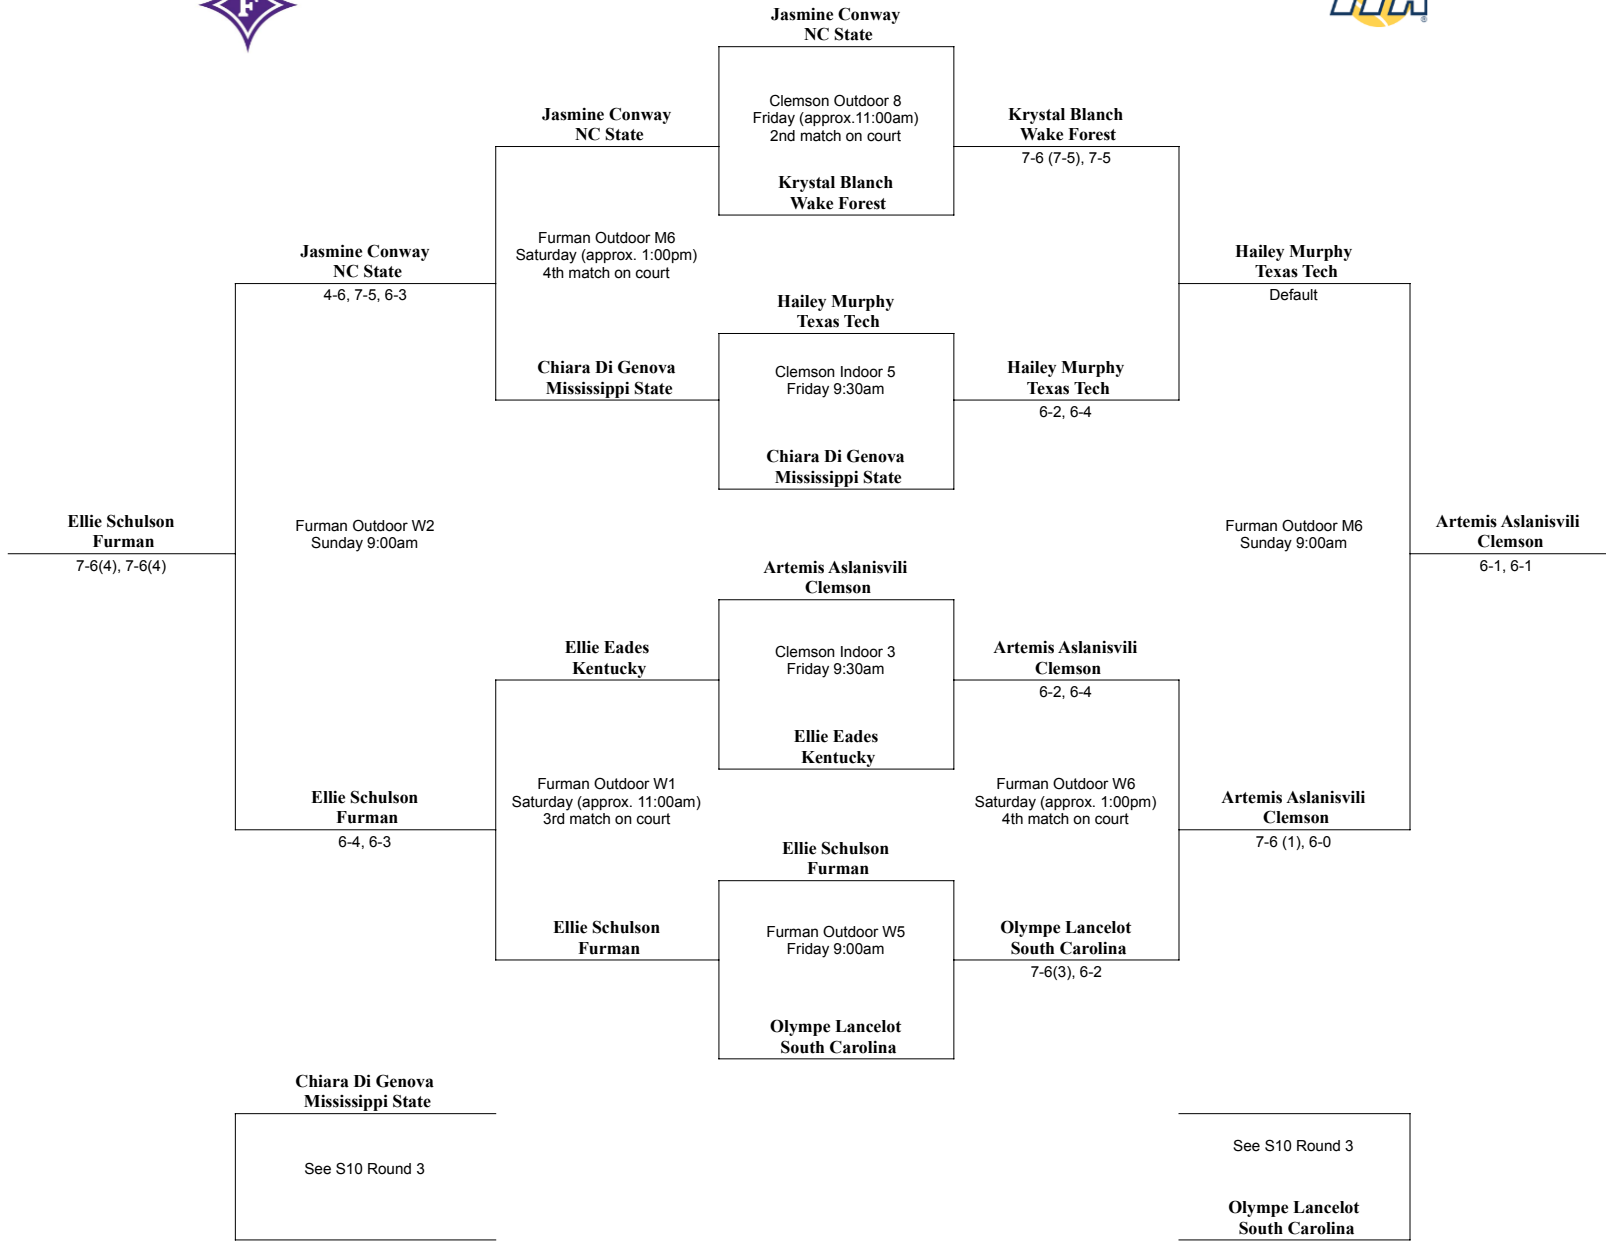 F
ITA
Jasmine Conway
NC State
Clemson Outdoor 8
Friday (approx.11:00am)
2nd match on court
Krystal Blanch
Wake Forest
Jasmine Conway
NC State
Krystal Blanch
Wake Forest
7-6 (7-5), 7-5
Furman Outdoor M6
Saturday (approx. 1:00pm)
4th match on court
Jasmine Conway
NC State
4-6, 7-5, 6-3
Hailey Murphy
Texas Tech
Default
Hailey Murphy
Texas Tech
Clemson Indoor 5
Friday 9:30am
Chiara Di Genova
Mississippi State
Chiara Di Genova
Mississippi State
Hailey Murphy
Texas Tech
6-2, 6-4
Ellie Schulson
Furman
7-6(4), 7-6(4)
Furman Outdoor W2
Sunday 9:00am
Furman Outdoor M6
Sunday 9:00am
Artemis Aslanisvili
Clemson
6-1, 6-1
Artemis Aslanisvili
Clemson
Clemson Indoor 3
Friday 9:30am
Ellie Eades
Kentucky
Ellie Eades
Kentucky
Artemis Aslanisvili
Clemson
6-2, 6-4
Furman Outdoor W1
Saturday (approx. 11:00am)
3rd match on court
Furman Outdoor W6
Saturday (approx. 1:00pm)
4th match on court
Ellie Schulson
Furman
6-4, 6-3
Artemis Aslanisvili
Clemson
7-6 (1), 6-0
Ellie Schulson
Furman
Furman Outdoor W5
Friday 9:00am
Olympe Lancelot
South Carolina
Ellie Schulson
Furman
Olympe Lancelot
South Carolina
7-6(3), 6-2
Chiara Di Genova
Mississippi State
See S10 Round 3
See S10 Round 3
Olympe Lancelot
South Carolina